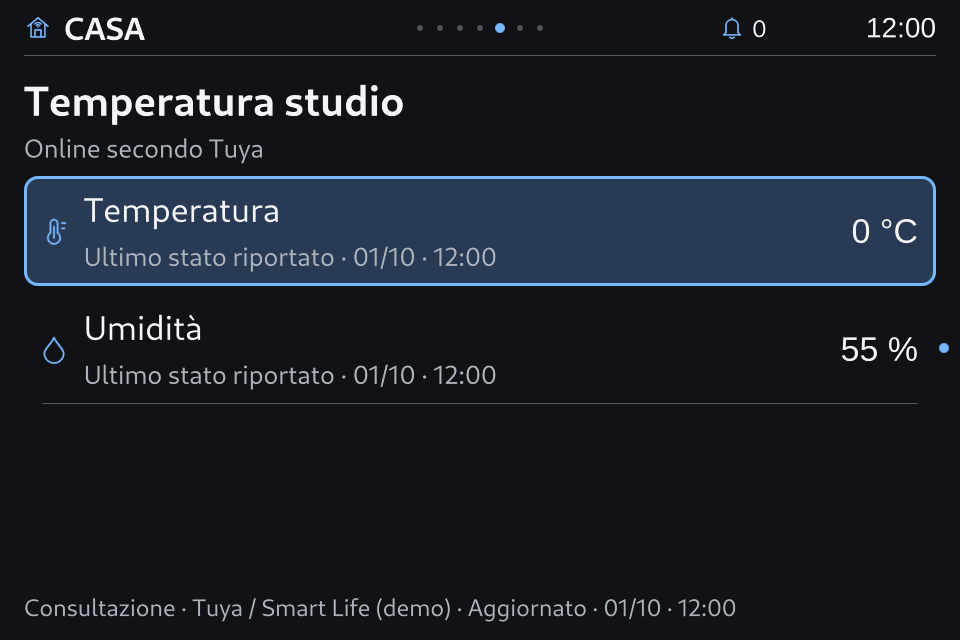 CASA
0
12:00
Temperatura studio
Online secondo Tuya
Temperatura
0 °C
Ultimo stato riportato · 01/10 · 12:00
Umidità
55 %
Ultimo stato riportato · 01/10 · 12:00
Consultazione · Tuya / Smart Life (demo) · Aggiornato · 01/10 · 12:00